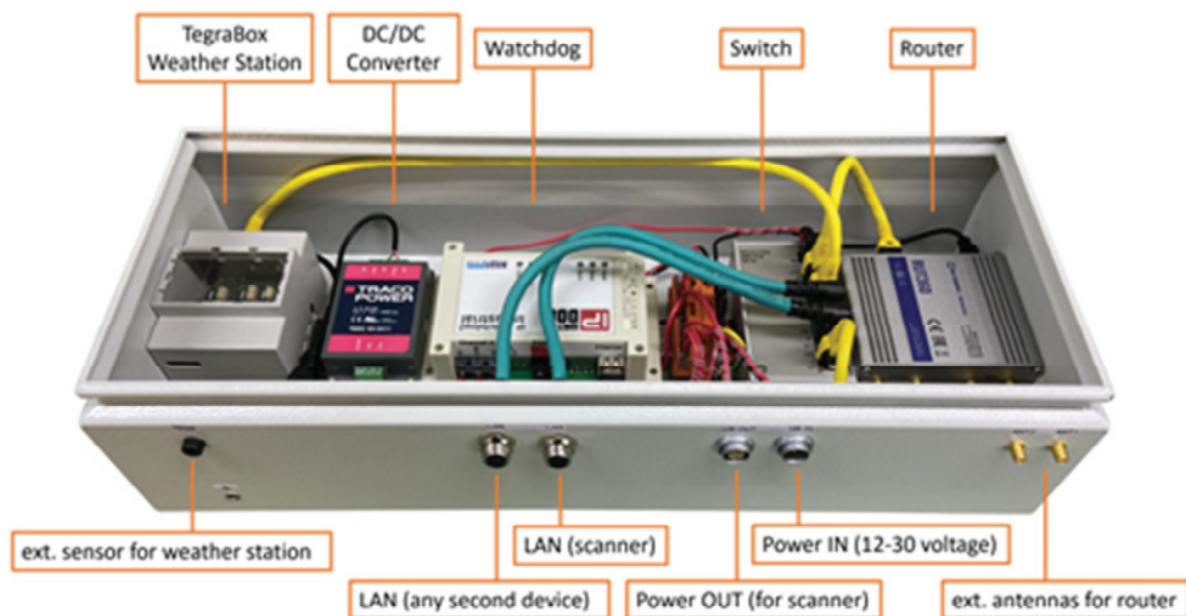 TegraBox
Weather Station
DC/DC
Converter
Watchdog
Switch
Router
TRACO
POWER
IP
ext. sensor for weather station
LAN (scanner)
Power IN (12-30 voltage)
LAN (any second device)
Power OUT (for scanner)
ext. antennas for router